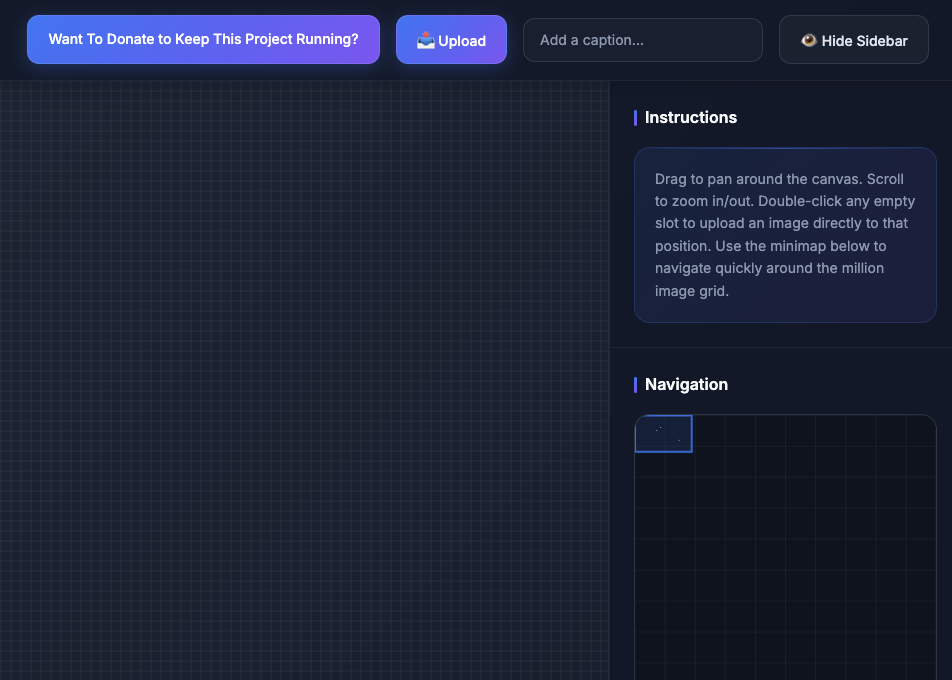 Want To Donate to Keep This Project Running?
📤 Upload
Add a caption...
👁️ Hide Sidebar
Instructions
Drag to pan around the canvas. Scroll
to zoom in/out. Double-click any empty
slot to upload an image directly to that
position. Use the minimap below to
navigate quickly around the million
image grid.
Navigation